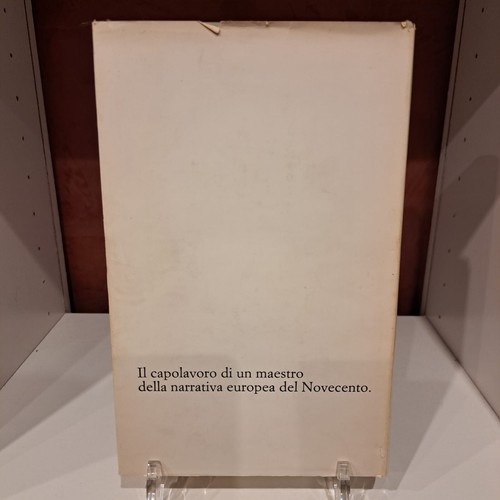 Il capolavoro di un maestro
della narrativa europea del Novecento.